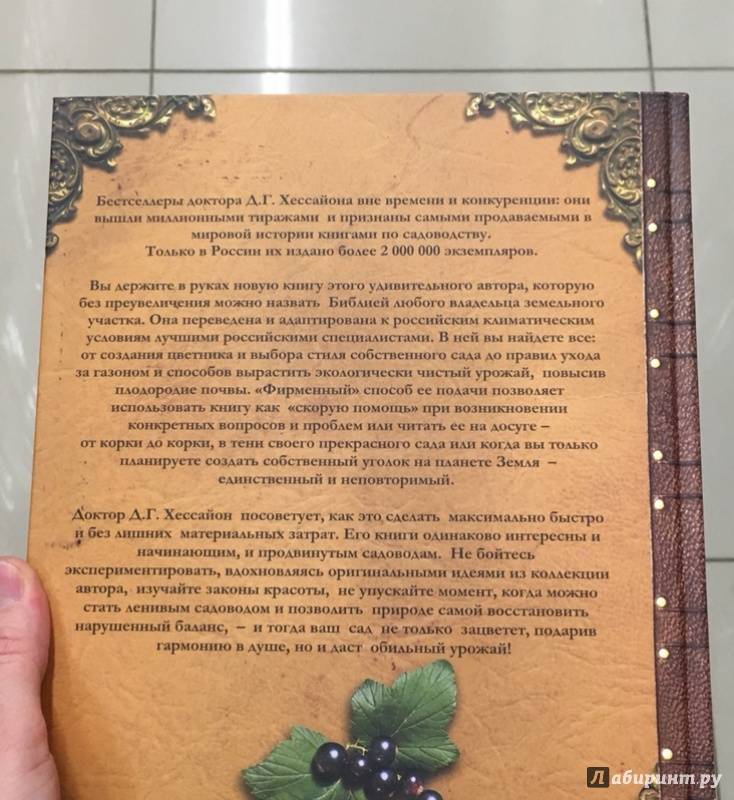 Бестселлеры доктора Д.Г. Хессайона вне времени и конкуренции: они
вышли миллионными тиражами и признаны самыми продаваемыми в
мировой истории книгами по садоводству.
Только в России их издано более 2 000 000 экземпляров.
Вы держите в руках новую книгу этого удивительного автора, которую
без преувеличения можно назвать Библией любого владельца земельного
участка. Она переведена и адаптирована к российским климатическим
условиям лучшими российскими специалистами. В ней вы найдете все:
от создания цветника и выбора стиля собственного сада до правил ухода
за газоном и способов вырастить экологически чистый урожай, повысив
плодородие почвы. «Фирменный» способ ее подачи позволяет
использовать книгу как «скорую помощь» при возникновении
конкретных вопросов и проблем или читать ее на досуге –
от корки до корки, в тени своего прекрасного сада или когда вы только
планируете создать собственный уголок на планете Земля –
единственный и неповторимый.
Доктор Д.Г. Хессайон посоветует, как это сделать максимально быстро
и без лишних материальных затрат. Его книги одинаково интересны и
начинающим, и продвинутым садоводам. Не бойтесь
экспериментировать, вдохновляясь оригинальными идеями из коллекции
автора, изучайте законы красоты, не упускайте момент, когда можно
стать ленивым садоводом и позволить природе самой восстановить
нарушенный баланс, – и тогда ваш сад не только зацветет, подарив
гармонию в душе, но и даст обильный урожай!
Лабиринт.ру